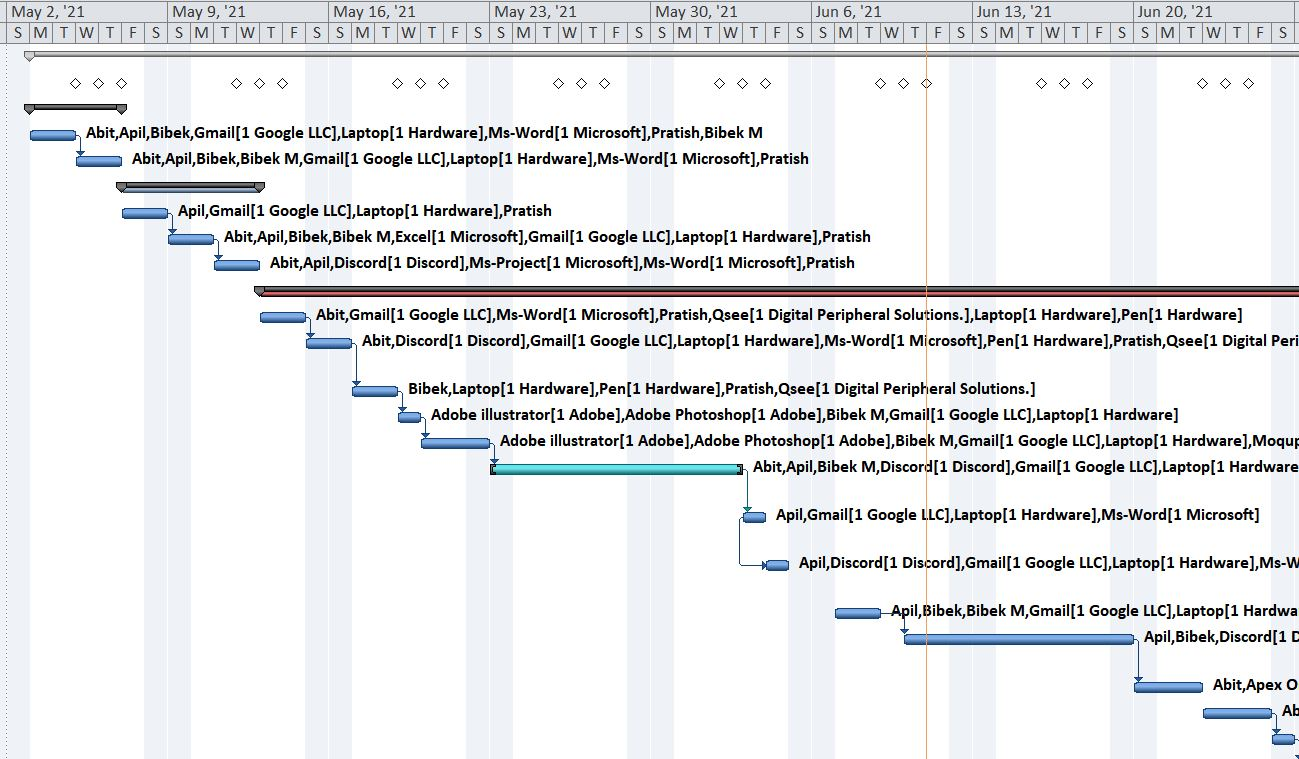 May 2, '21 May 9, '21 May 16, '21 May 23, '21 May 30, '21 Jun 6, '21 Jun 13, '21 Jun 20, '21
S M T W T F S S M T W T F S S M T W T F S S M T W T F S S M T W T F S S M T W T F S S M T W T F S S M T W T F S
Abit,Apil,Bibek,Gmail[1 Google LLC],Laptop[1 Hardware],Ms-Word[1 Microsoft],Pratish,Bibek M
Abit,Apil,Bibek,Bibek M,Gmail[1 Google LLC],Laptop[1 Hardware],Ms-Word[1 Microsoft],Pratish
Apil,Gmail[1 Google LLC],Laptop[1 Hardware],Pratish
Abit,Apil,Bibek,Bibek M,Excel[1 Microsoft],Gmail[1 Google LLC],Laptop[1 Hardware],Pratish
Abit,Apil,Discord[1 Discord],Ms-Project[1 Microsoft],Ms-Word[1 Microsoft],Pratish
Abit,Gmail[1 Google LLC],Ms-Word[1 Microsoft],Pratish,Qsee[1 Digital Peripheral Solutions.],Laptop[1 Hardware],Pen[1 Hardware]
Abit,Discord[1 Discord],Gmail[1 Google LLC],Laptop[1 Hardware],Ms-Word[1 Microsoft],Pen[1 Hardware],Pratish,Qsee[1 Digital Peri
Bibek,Laptop[1 Hardware],Pen[1 Hardware],Pratish,Qsee[1 Digital Peripheral Solutions.]
Adobe illustrator[1 Adobe],Adobe Photoshop[1 Adobe],Bibek M,Gmail[1 Google LLC],Laptop[1 Hardware]
Adobe illustrator[1 Adobe],Adobe Photoshop[1 Adobe],Bibek M,Gmail[1 Google LLC],Laptop[1 Hardware],Moqup
Abit,Apil,Bibek M,Discord[1 Discord],Gmail[1 Google LLC],Laptop[1 Hardware
Apil,Gmail[1 Google LLC],Laptop[1 Hardware],Ms-Word[1 Microsoft]
Apil,Discord[1 Discord],Gmail[1 Google LLC],Laptop[1 Hardware],Ms-W
Apil,Bibek,Bibek M,Gmail[1 Google LLC],Laptop[1 Hardwa
Apil,Bibek,Discord[1 D
Abit,Apex O
Ab